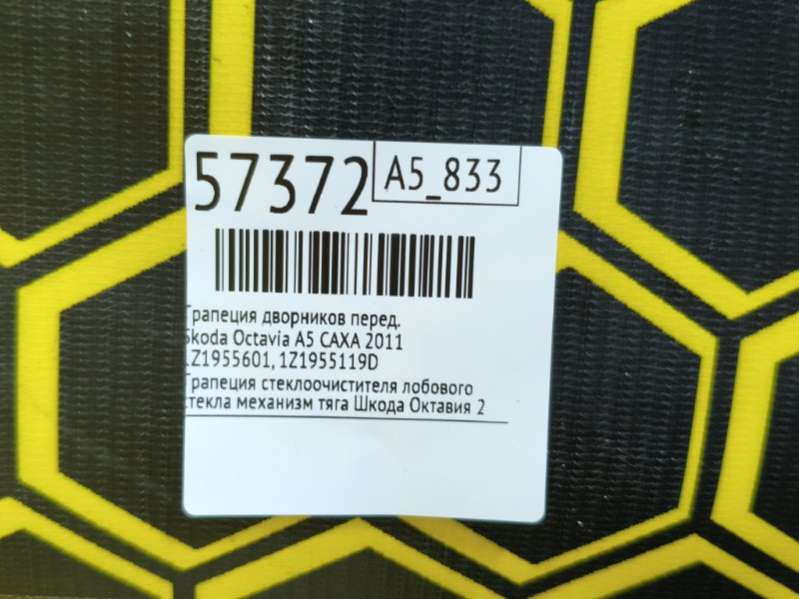 57372
A5_833
Трапеция дворников перед.
Skoda Octavia A5 CAXA 2011
1Z1955601, 1Z1955119D
Трапеция стеклоочистителя лобового
стекла механизм тяга Шкода Октавия 2